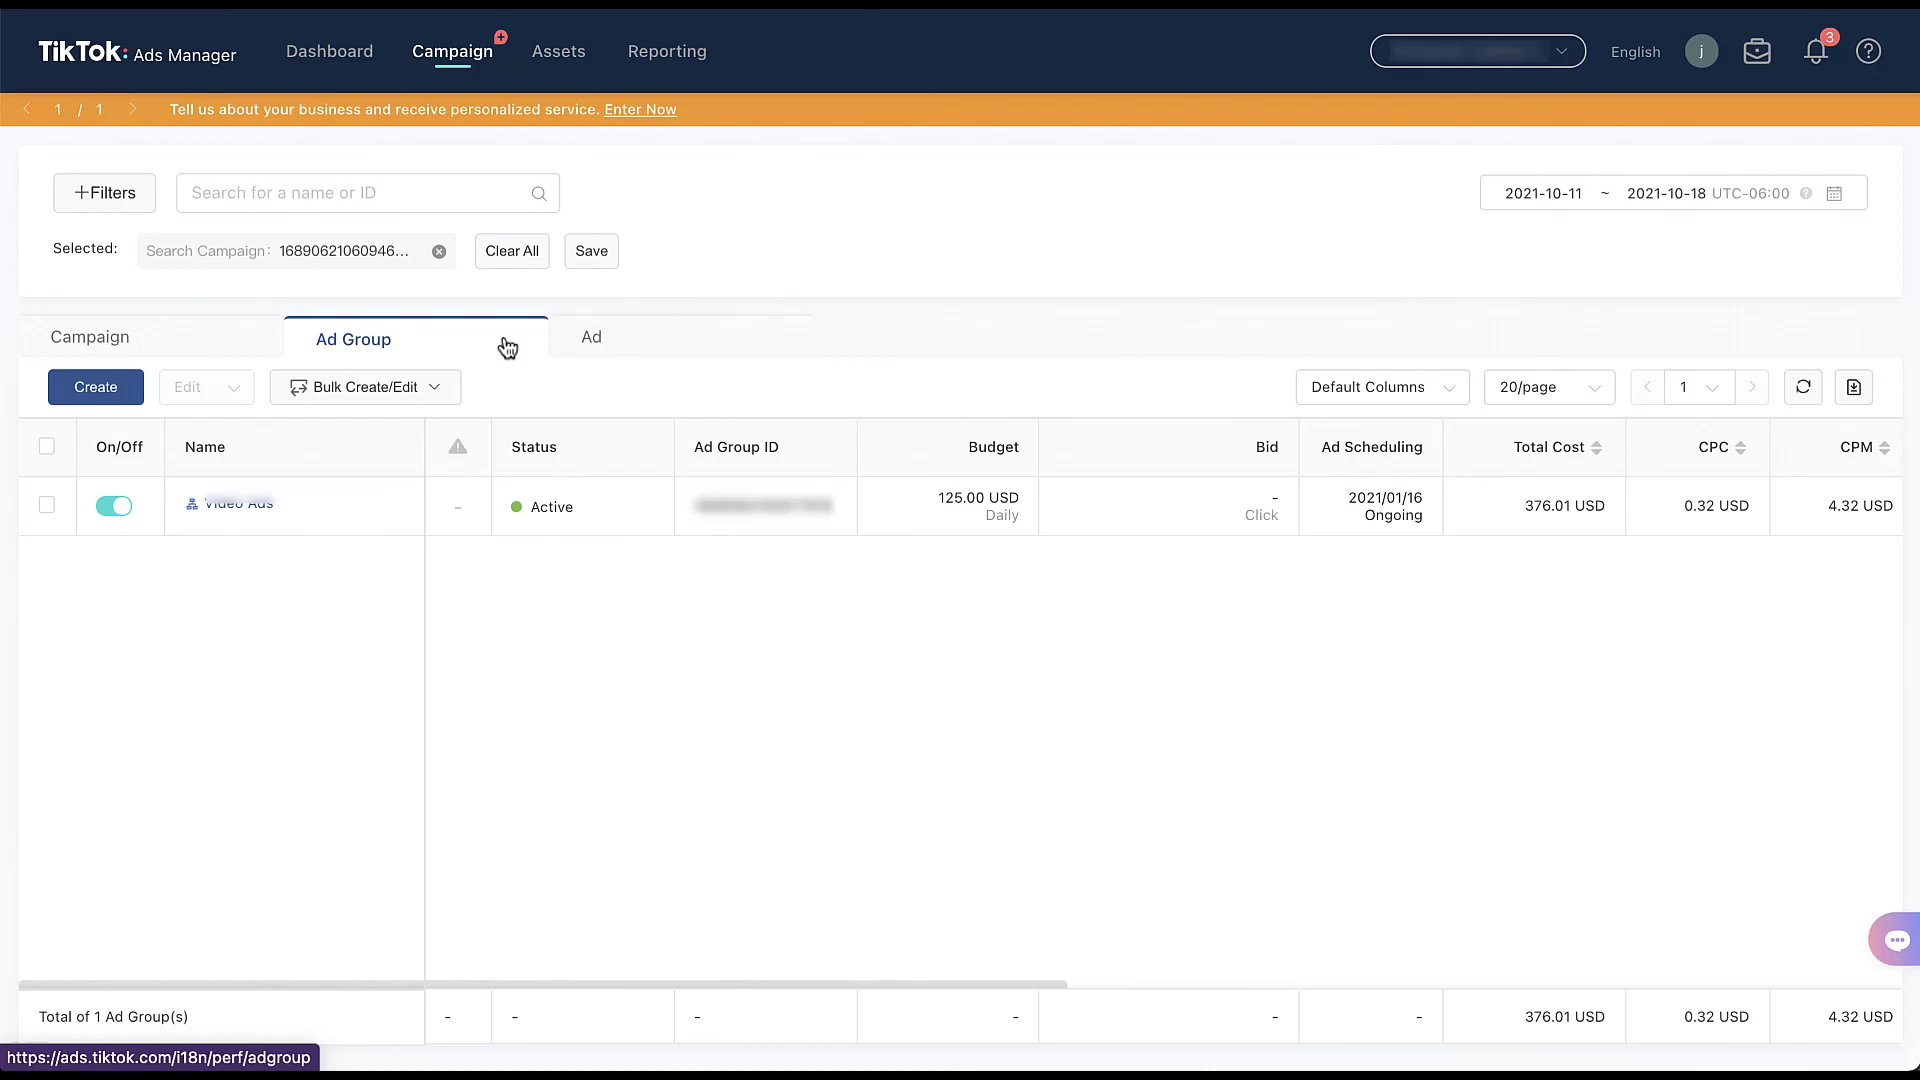 TikTok: Ads Manager
Dashboard
Campaign
Assets
Reporting
English
j
3
1 / 1
Tell us about your business and receive personalized service. Enter Now
+Filters
Search for a name or ID
2021-10-11 ~ 2021-10-18 UTC-06:00
Selected:
Search Campaign: 16890621060946...
Clear All
Save
Campaign
Ad Group
Ad
Create
Edit
Bulk Create/Edit
Default Columns
20/page
1
On/Off
Name
Status
Ad Group ID
Budget
Bid
Ad Scheduling
Total Cost
CPC
CPM
Video Ads
-
Active
125.00 USD
Daily
-
Click
2021/01/16
Ongoing
376.01 USD
0.32 USD
4.32 USD
Total of 1 Ad Group(s)
- - - - - -
376.01 USD
0.32 USD
4.32 USD
https://ads.tiktok.com/i18n/perf/adgroup